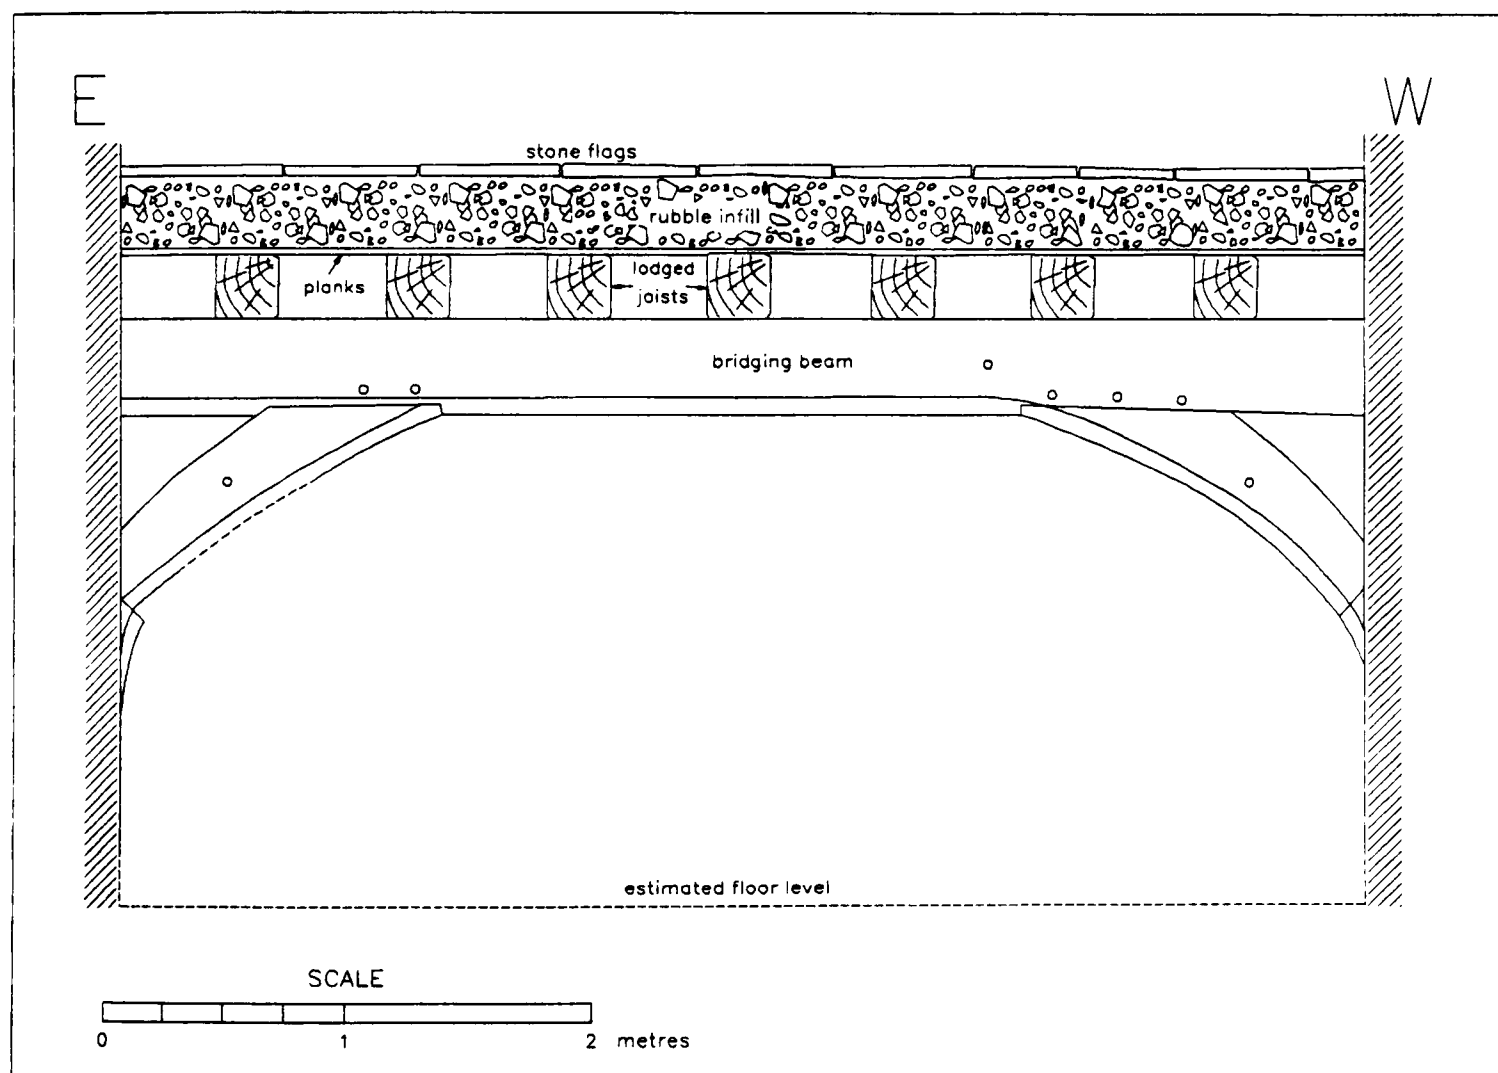 E
W
stone flags
rubble infill
planks
lodged
joists
bridging beam
estimated floor level
SCALE
0 1 2 metres